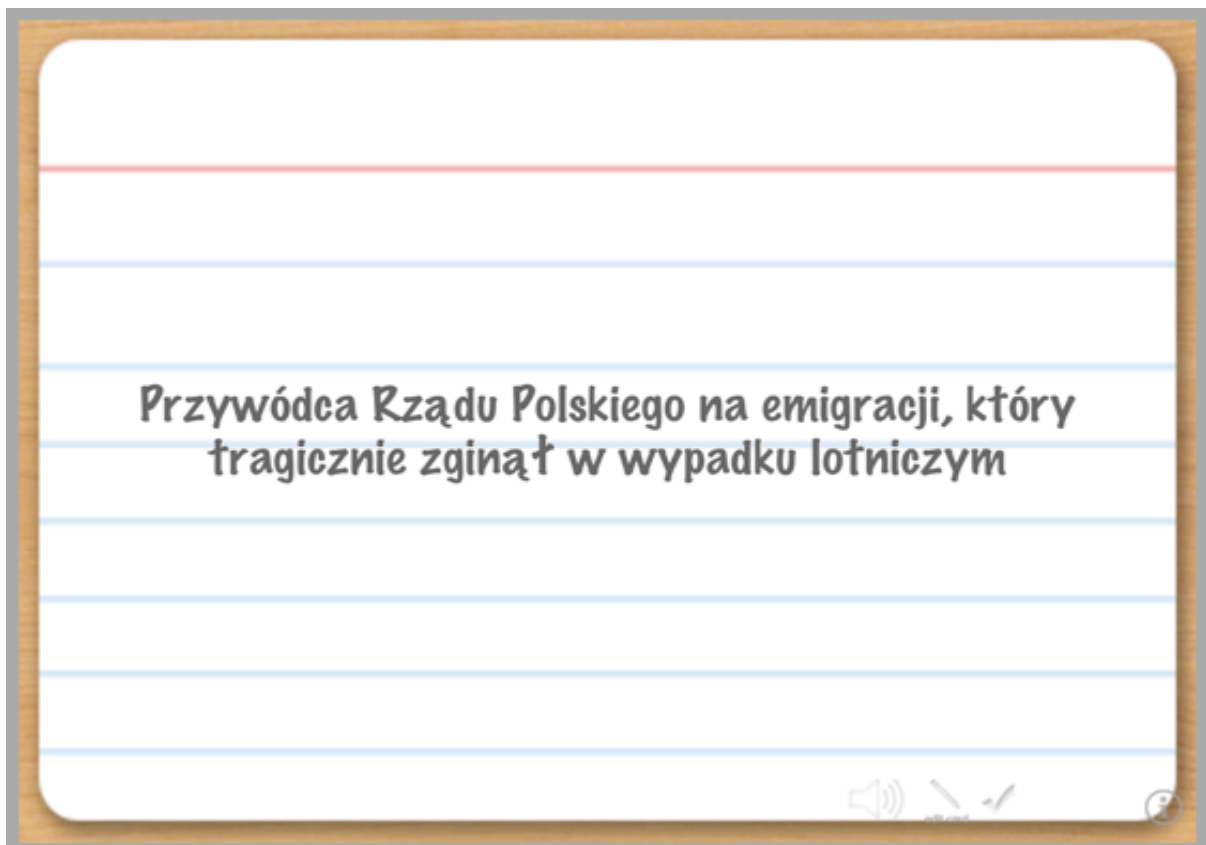 Przywódca Rządu Polskiego na emigracji, który
tragicznie zginął w wypadku lotniczym